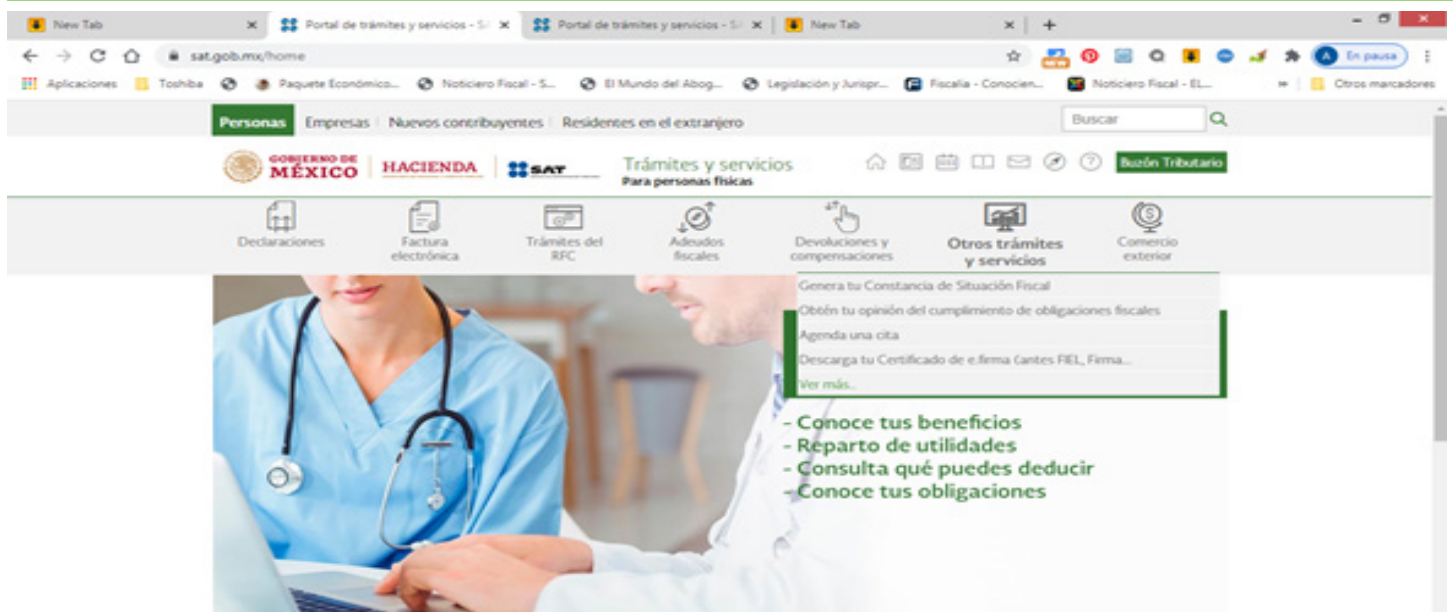 New Tab
Portal de trámites y servicios - S
Portal de trámites y servicios - S
New Tab
sat.gob.mx/home
En pausa
Aplicaciones
Toshiba
Paquete Económico...
Noticiero Fiscal - S...
El Mundo del Abog...
Legislación y Jurispr...
Fiscalia - Conocien...
Noticiero Fiscal - EL...
Otros marcadores
Personas
Empresas
Nuevos contribuyentes
Residentes en el extranjero
Buscar
GOBIERNO DE
MÉXICO
HACIENDA
SAT
Trámites y servicios
Para personas físicas
Buzón Tributario
Declaraciones
Factura
electrónica
Trámites del
RFC
Adeudos
fiscales
Devoluciones y
compensaciones
Otros trámites
y servicios
Comercio
exterior
Genera tu Constancia de Situación Fiscal
Obtén tu opinión del cumplimiento de obligaciones fiscales
Agenda una cita
Descarga tu Certificado de e.firma (antes FIEL, Firma...
Ver más...
- Conoce tus beneficios
- Reparto de utilidades
- Consulta qué puedes deducir
- Conoce tus obligaciones